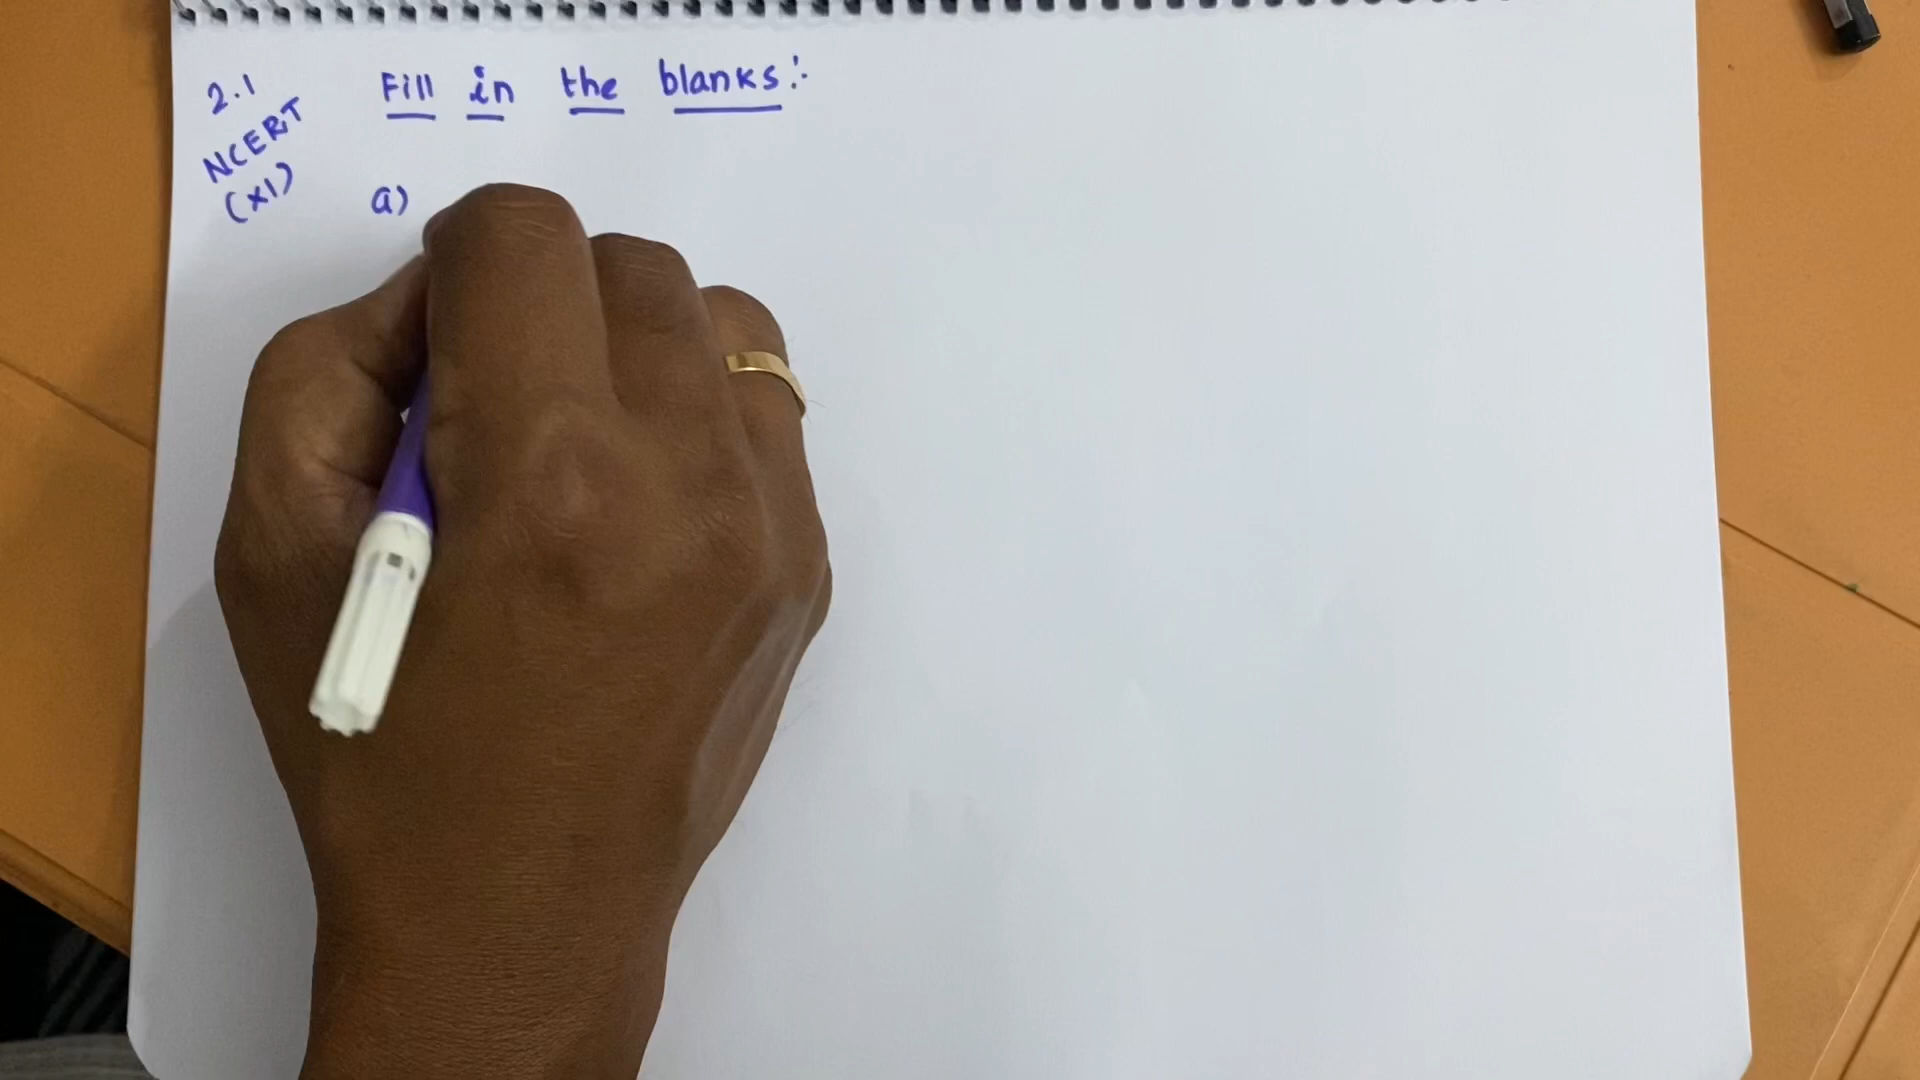 2.1
NCERT
(XI)
Fill in the blanks:-
a)